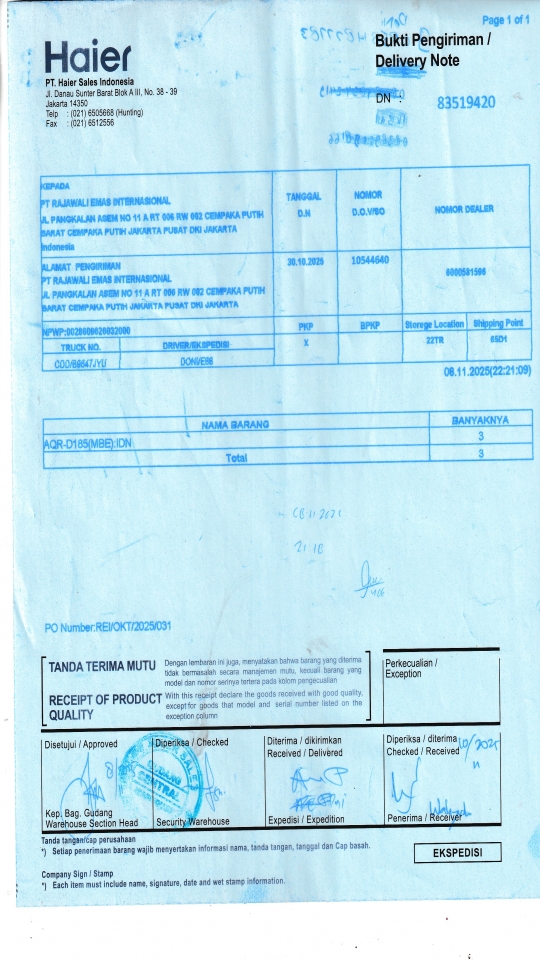 Page 1 of 1
Haier
Bukti Pengiriman /
Delivery Note
PT. Haier Sales Indonesia
Jl. Danau Sunter Barat Blok A III, No. 38 - 39
Jakarta 14350
Telp : (021) 6505668 (Hunting)
Fax : (021) 6512556
DN : 83519420
KEPADA
PT RAJAWALI EMAS INTERNASIONAL
JL PANGKALAN ASEM NO 11 A RT 006 RW 002 CEMPAKA PUTIH
BARAT CEMPAKA PUTIH JAKARTA PUSAT DKI JAKARTA
Indonesia
TANGGAL
D.N
NOMOR
D.O./SO
NOMOR DEALER
ALAMAT PENGIRIMAN
PT RAJAWALI EMAS INTERNASIONAL
JL PANGKALAN ASEM NO 11 A RT 006 RW 002 CEMPAKA PUTIH
BARAT CEMPAKA PUTIH JAKARTA PUSAT DKI JAKARTA
30.10.2025
10544640
PKP
BPKP
Storege Location
Shipping Point
X
22TR
65D1
TRUCK NO.
DRIVER/EKSPEDISI
08.11.2025(22:21:09)
NAMA BARANG
BANYAKNYA
AQR-D185(MBE);IDN
3
Total
3
PO Number:REI/OKT/2025/031
TANDA TERIMA MUTU
Dengan lembaran ini juga, menyatakan bahwa barang yang diterima
tidak bermasalah secara manajemen mutu, kecuali barang yang
model dan nomor serinya tertera pada kolom pengecualian
RECEIPT OF PRODUCT
QUALITY
With this receipt declare the goods received with good quality,
except for goods that model and serial number listed on the
exception column
Perkecualian /
Exception
Disetujui / Approved
Diperiksa / Checked
Diterima / dikirimkan
Received / Delivered
Diperiksa / diterima
Checked / Received
GUDANG
CENTRAL
Kep. Bag. Gudang
Warehouse Section Head
Security Warehouse
Expedisi / Expedition
Penerima / Receiver
Tanda tangan/cap perusahaan
*) Setiap penerimaan barang wajib menyertakan informasi nama, tanda tangan, tanggal dan Cap basah.
EKSPEDISI
Company Sign / Stamp
*) Each item must include name, signature, date and wet stamp information.